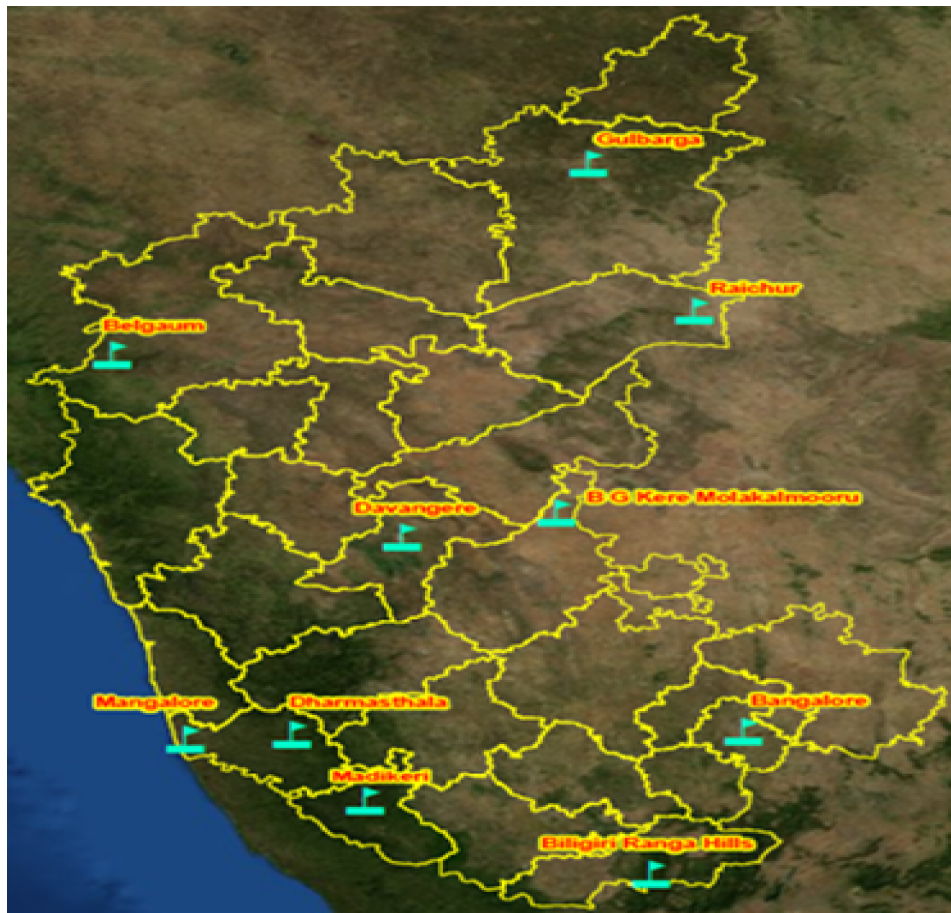 Gulbarga
Raichur
Belgaum
B G Kere Molakalmooru
Davangere
Mangalore
Dharmasthala
Bangalore
Madikeri
Biligiri Ranga Hills